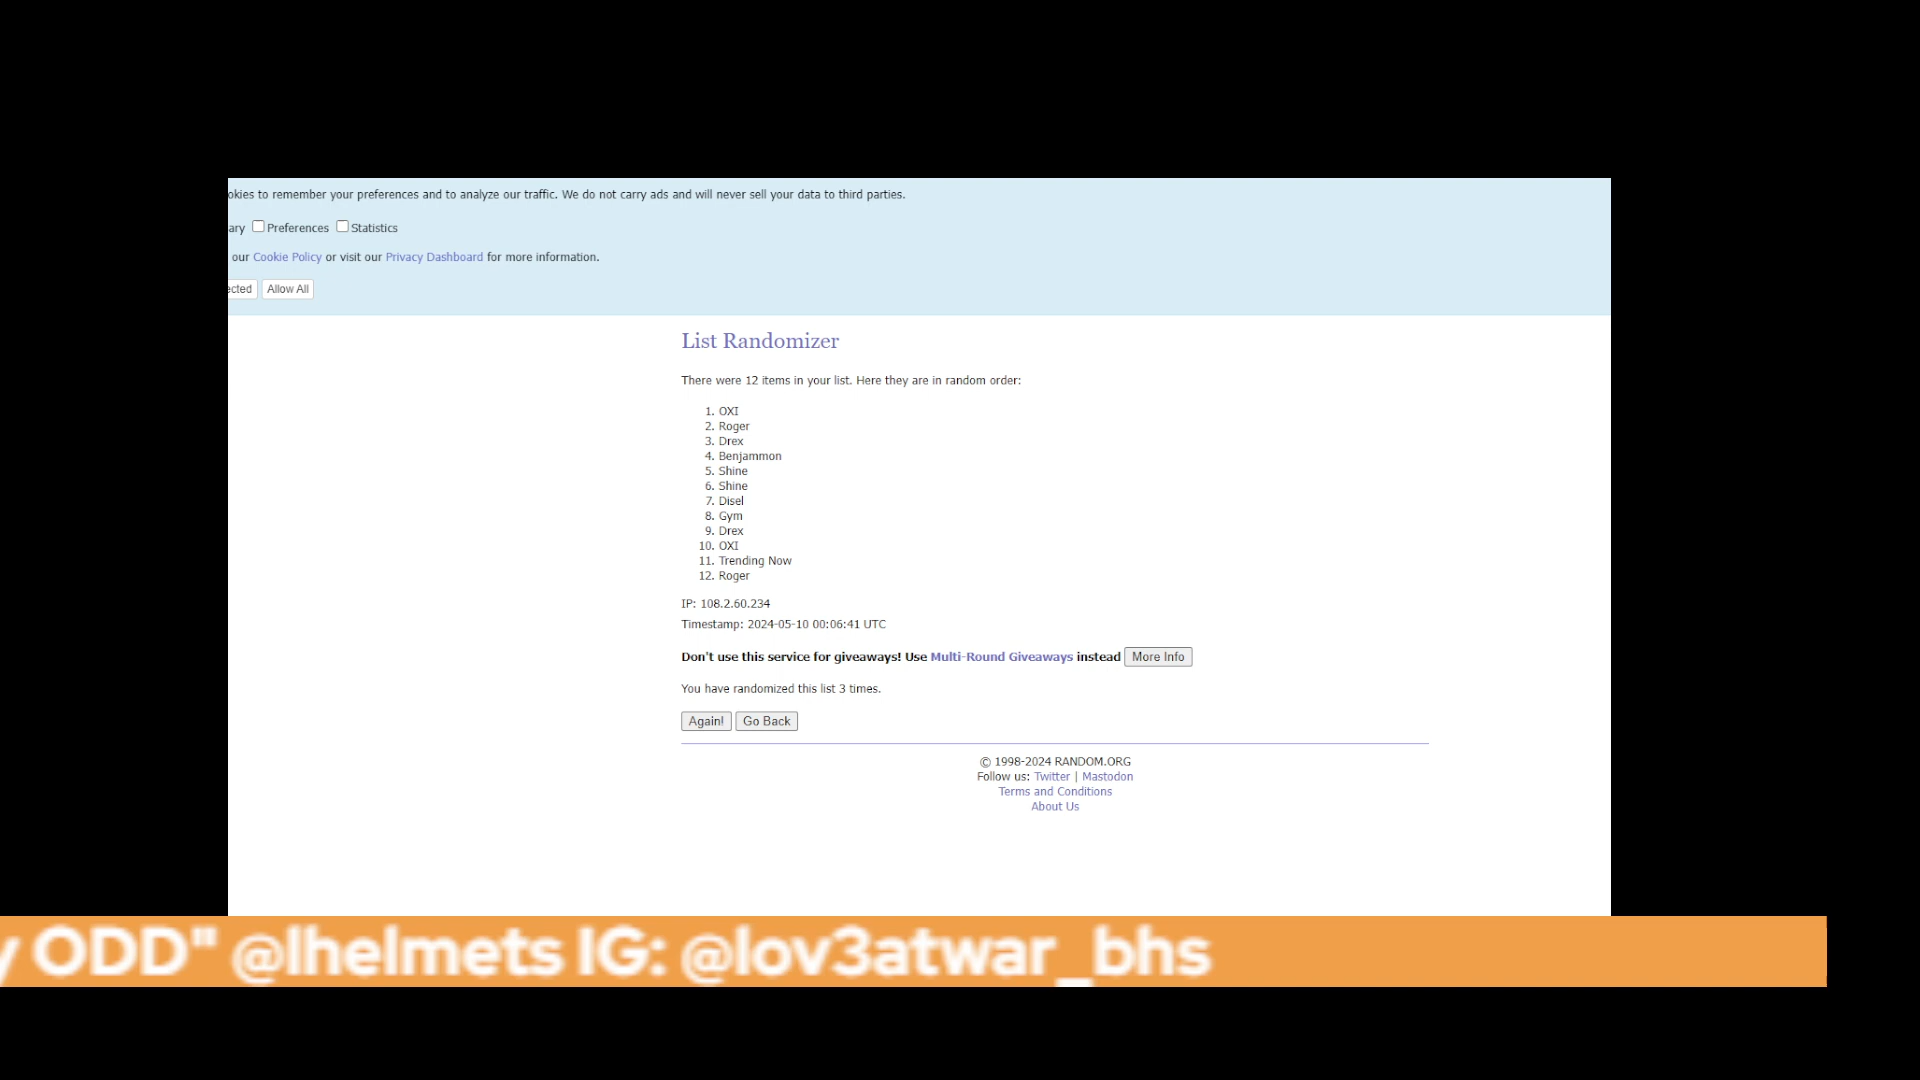 okies to remember your preferences and to analyze our traffic. We do not carry ads and will never sell your data to third parties.
ary Preferences Statistics
our Cookie Policy or visit our Privacy Dashboard for more information.
ected Allow All
List Randomizer
There were 12 items in your list. Here they are in random order:
1. OXI
2. Roger
3. Drex
4. Benjammon
5. Shine
6. Shine
7. Disel
8. Gym
9. Drex
10. OXI
11. Trending Now
12. Roger
IP: 108.2.60.234
Timestamp: 2024-05-10 00:06:41 UTC
Don't use this service for giveaways! Use Multi-Round Giveaways instead More Info
You have randomized this list 3 times.
Again! Go Back
© 1998-2024 RANDOM.ORG
Follow us: Twitter | Mastodon
Terms and Conditions
About Us
y ODD" @lhelmets IG: @lov3atwar_bhs